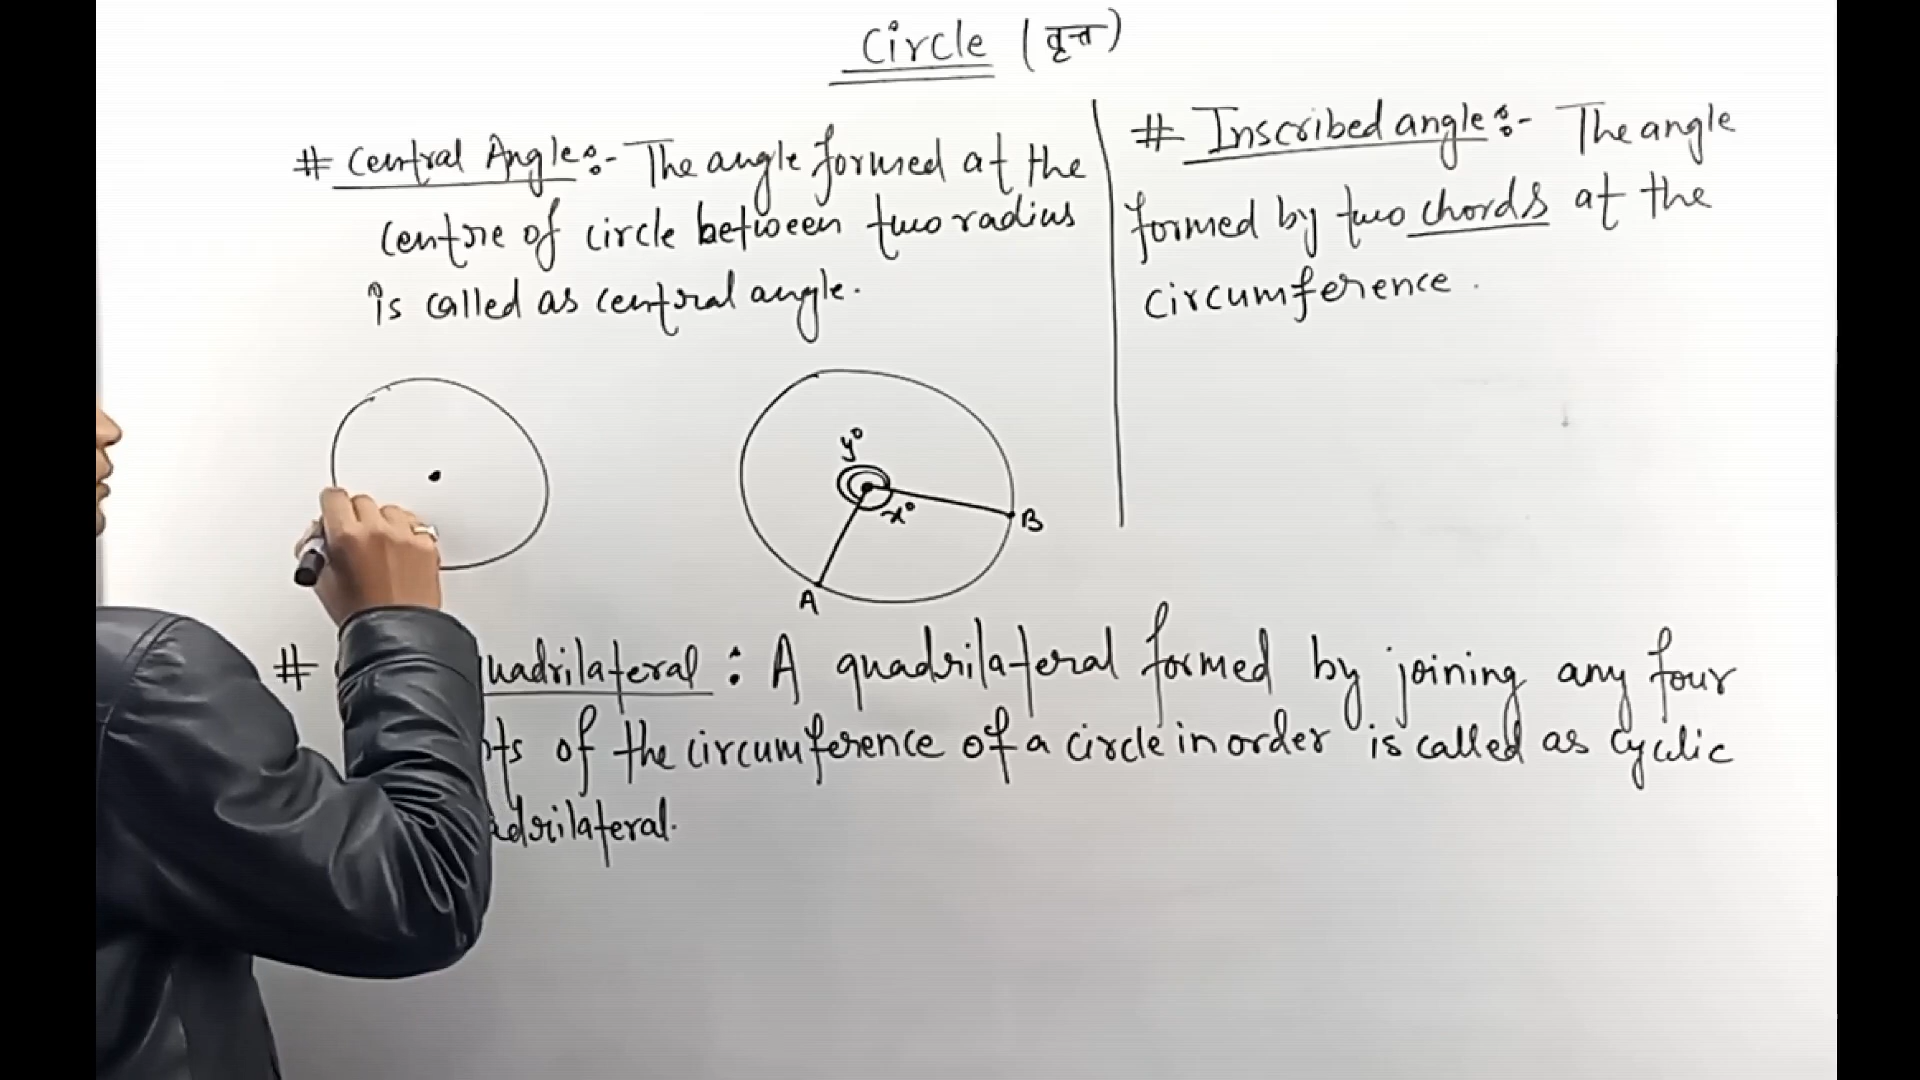 Circle (वृत्त)
# Central Angle :- The angle formed at the
centre of circle between two radius
is called as central angle.
# Inscribed angle :- The angle
formed by two chords at the
circumference.
y°
x°
B
A
# quadrilateral : A quadrilateral formed by joining any four
of the circumference of a circle in order is called as cyclic